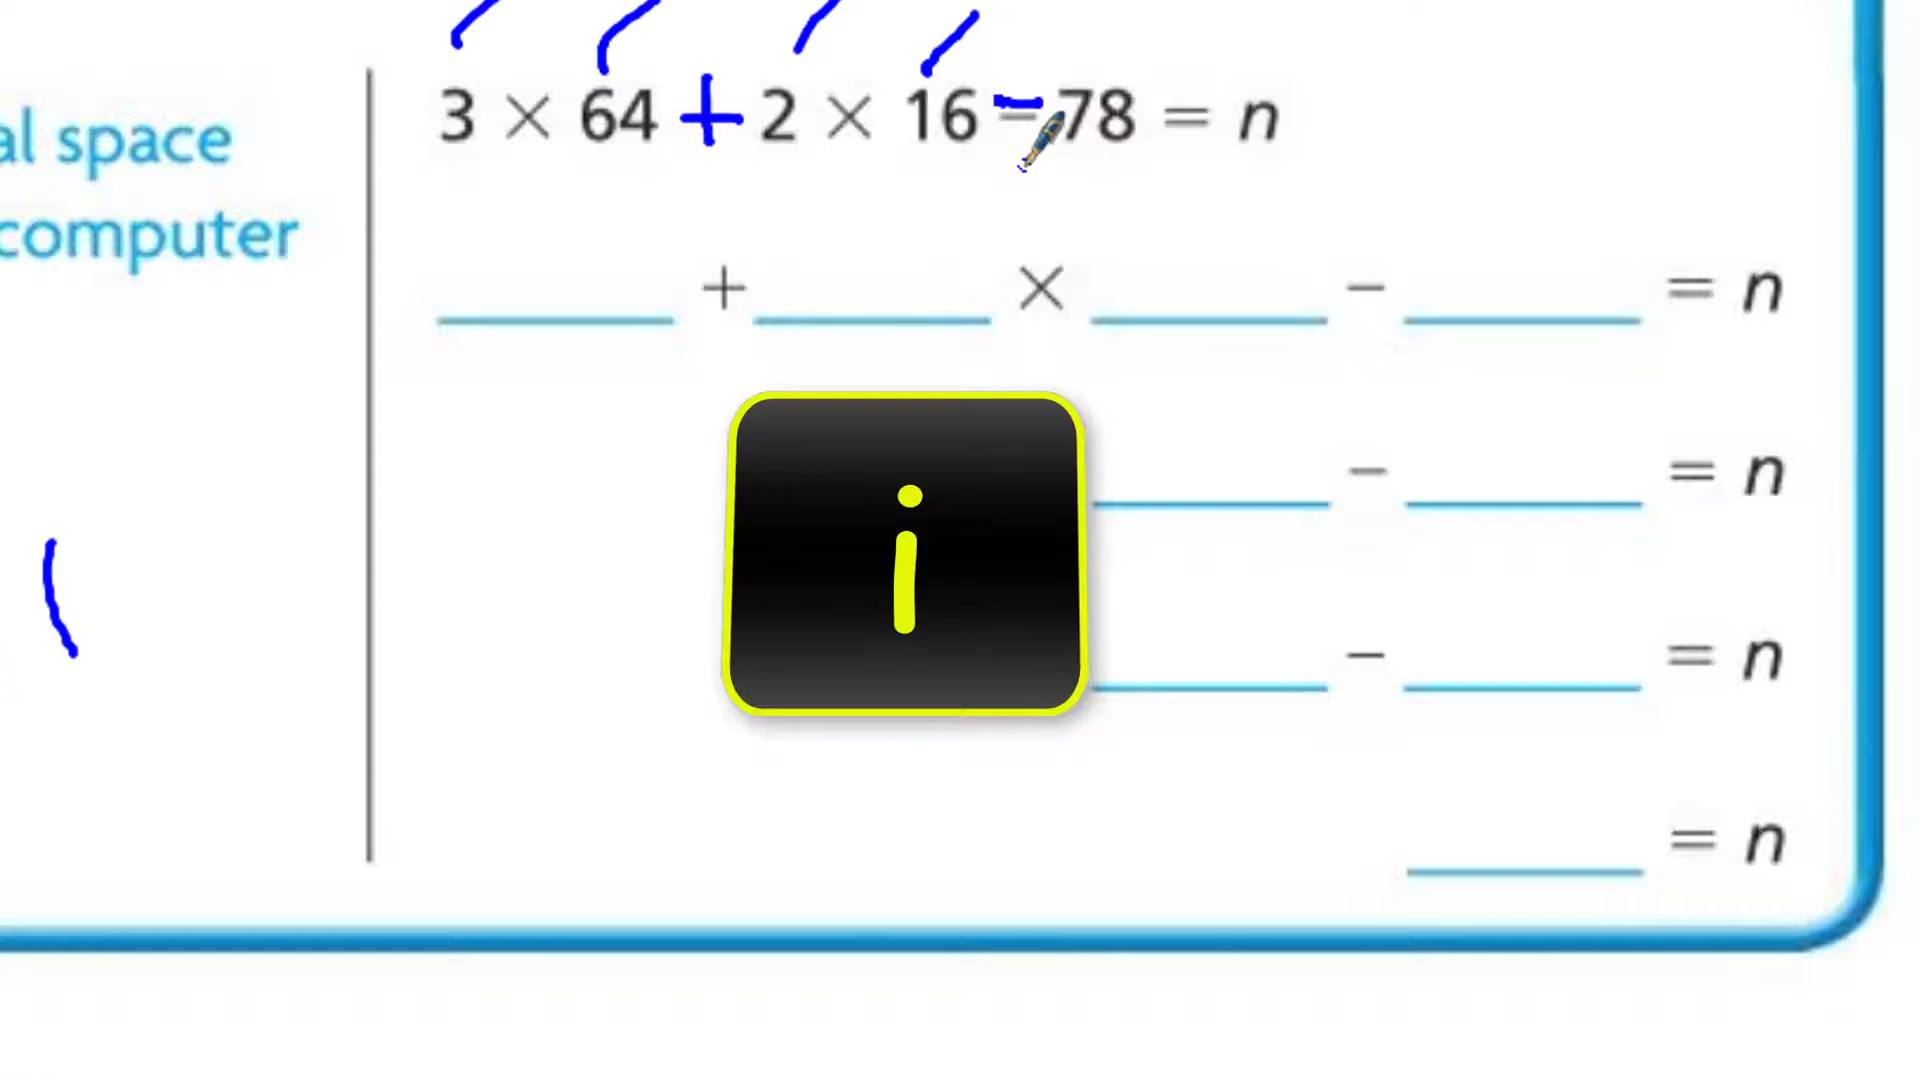 3 × 64 + 2 × 16 − 78 = n
al space
computer
+ × − = n
− = n
i
− = n
= n